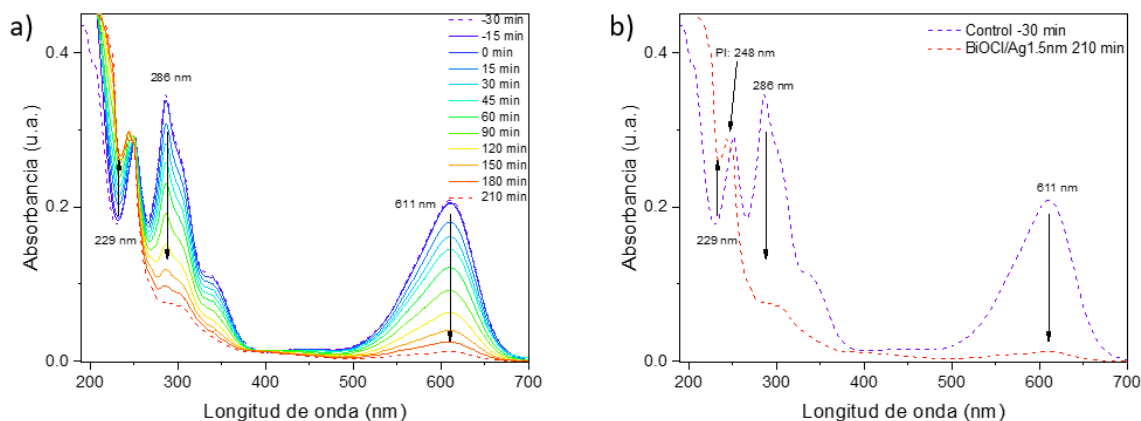 a)
Absorbancia (u.a.)
0.4
0.2
0.0
200
300
400
500
600
700
Longitud de onda (nm)
286 nm
229 nm
611 nm
-30 min
-15 min
0 min
15 min
30 min
45 min
60 min
90 min
120 min
150 min
180 min
210 min
b)
Absorbancia (u.a.)
0.4
0.2
0.0
200
300
400
500
600
700
Longitud de onda (nm)
Control -30 min
BiOCl/Ag1.5nm 210 min
PI: 248 nm
286 nm
229 nm
611 nm